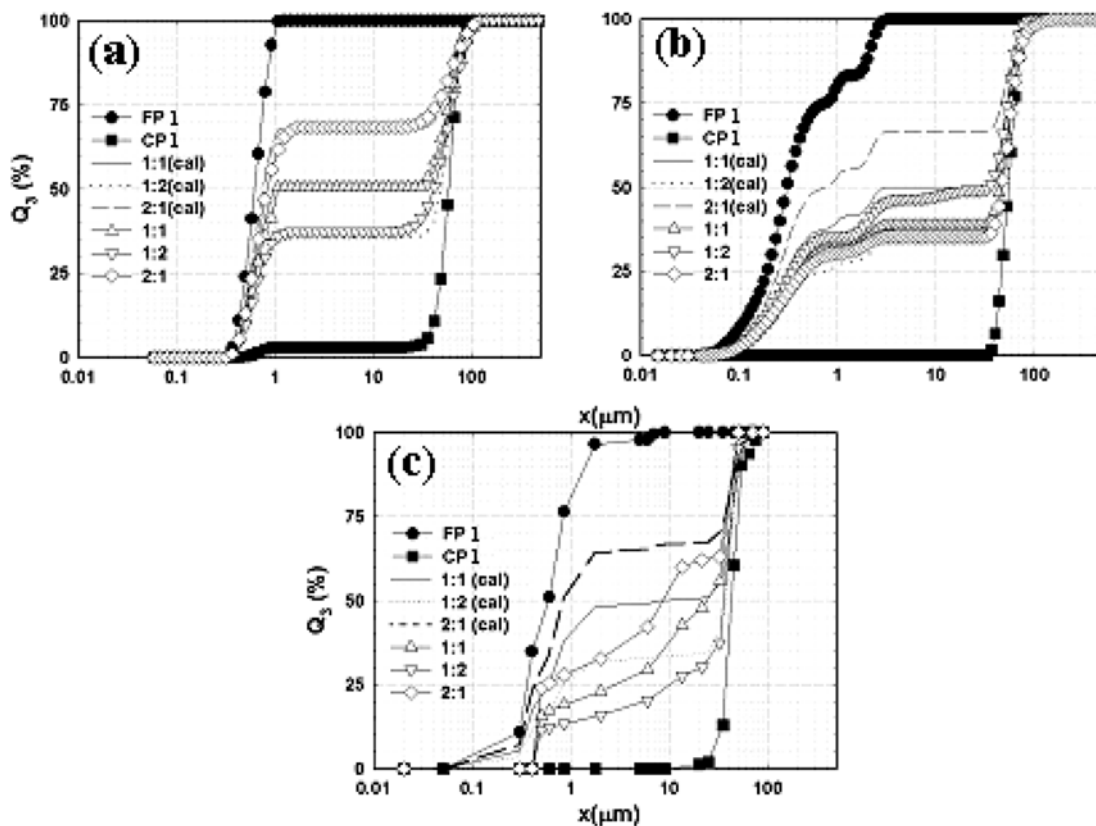 (a)
100
75
50
25
0
Q3 (%)
FP 1
CP 1
1:1(cal)
1:2(cal)
2:1(cal)
1:1
1:2
2:1
0.01 0.1 1 10 100
(b)
100
75
50
25
0
FP 1
CP 1
1:1(cal)
1:2(cal)
2:1(cal)
1:1
1:2
2:1
0.01 0.1 1 10 100
x(μm)
(c)
100
75
50
25
0
Q3 (%)
FP 1
CP 1
1:1 (cal)
1:2 (cal)
2:1 (cal)
1:1
1:2
2:1
0.01 0.1 1 10 100
x(μm)